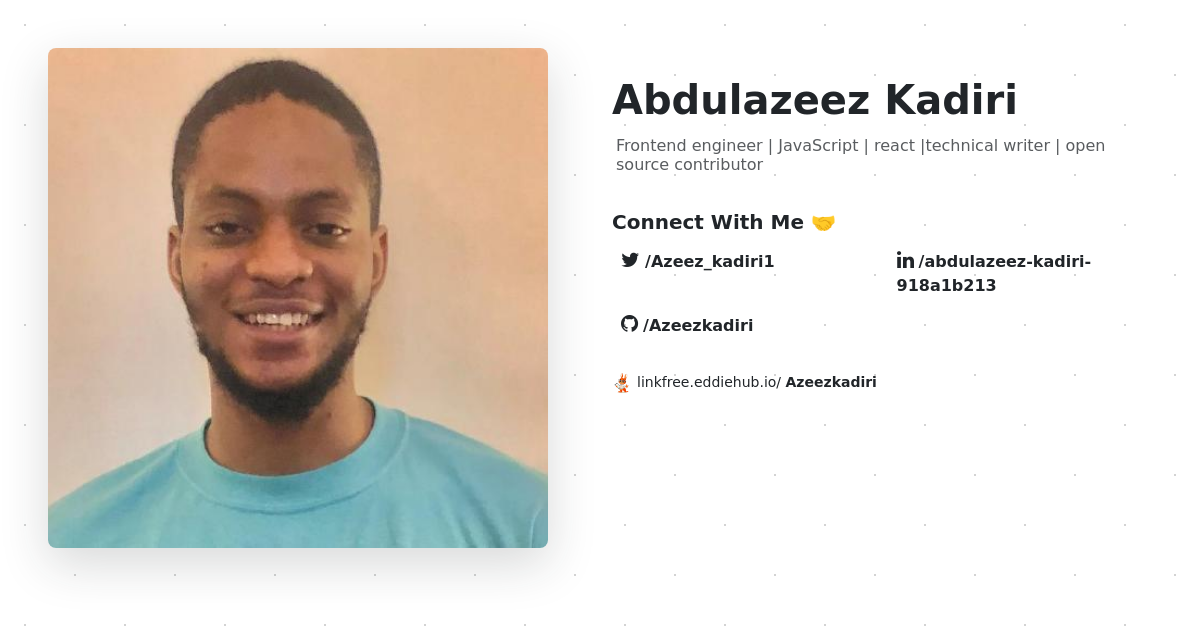 Abdulazeez Kadiri
Frontend engineer | JavaScript | react |technical writer | open
source contributor
Connect With Me 🤝
/Azeez_kadiri1
/abdulazeez-kadiri-
918a1b213
/Azeezkadiri
linkfree.eddiehub.io/ Azeezkadiri